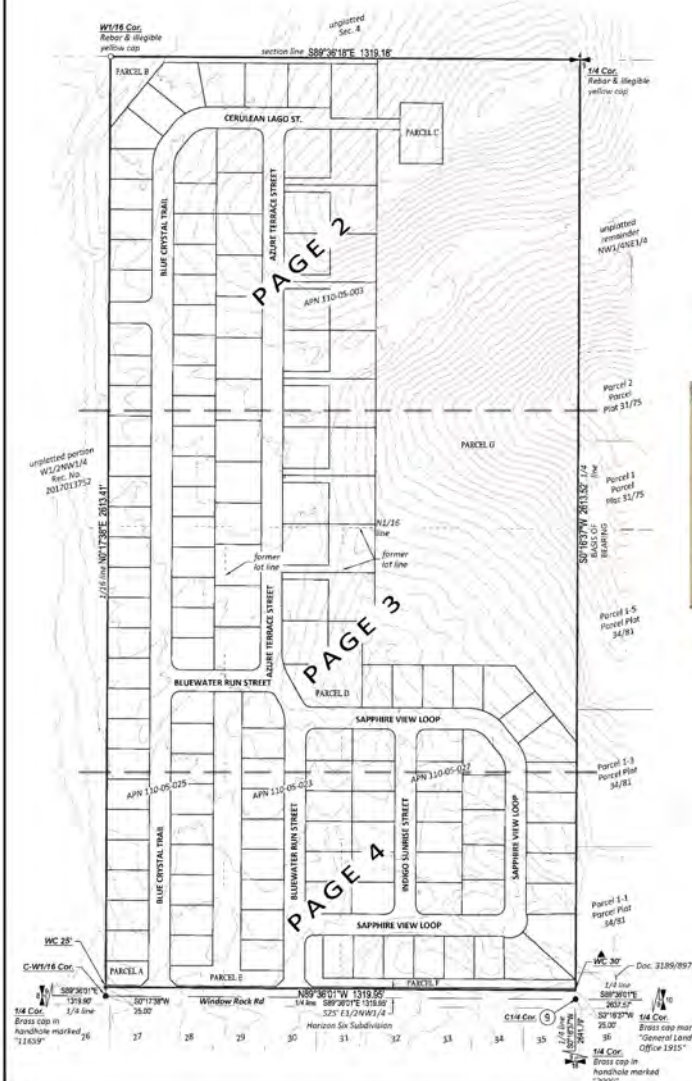 unplatted
Sec. 4
W1/16 Cor.
Rebar & illegible
yellow cap
section line S89°36'18"E 1319.16'
1/4 Cor.
Rebar & illegible
yellow cap
PARCEL B
CERULEAN LAGO ST.
PARCEL C
BLUE CRYSTAL TRAIL
AZURE TERRACE STREET
PAGE 2
APN 110-05-003
unplatted
remainder
NW1/4NE1/4
Parcel 2
Parcel
Plat 31/75
PARCEL G
unplatted portion
W1/2NW1/4
Rec. No.
2017013752
1/16 line N0°17'38"E 2613.41'
Parcel 1
Parcel
Plat 31/75
S0°16'37"W 2613.52' 1/4 line
BASIS OF
BEARING
N1/16
line
former
lot line
former
lot line
AZURE TERRACE STREET
PAGE 3
Parcel 1-5
Parcel Plat
34/81
BLUEWATER RUN STREET
PARCEL D
SAPPHIRE VIEW LOOP
APN 110-05-025
APN 110-05-023
APN 110-05-027
Parcel 1-3
Parcel Plat
34/81
BLUE CRYSTAL TRAIL
BLUEWATER RUN STREET
INDIGO SUNRISE STREET
SAPPHIRE VIEW LOOP
PAGE 4
Parcel 1-1
Parcel Plat
34/81
SAPPHIRE VIEW LOOP
WC 25'
C-W1/16 Cor.
PARCEL A
PARCEL E
PARCEL F
WC 30'
Doc. 3189/897
S89°36'01"E
1319.90'
1/4 line
S0°17'38"W
25.00'
Window Rock Rd
N89°36'01"W 1319.95'
1/4 line S89°36'01"E 1319.95'
S25' E1/2NW1/4
Horizon Six Subdivision
1/4 Cor.
Brass cap in
handhole marked
"11659"
26 27 28 29 30 31 32 33 34 35 36
C1/4 Cor.
9
1/4 line
S0°16'37"W
1/4 line
S89°36'01"E
2637.57'
S0°16'37"W
25.00'
1/4 Cor.
Brass cap mar
"General Land
Office 1915"
1/4 Cor.
Brass cap in
handhole marked